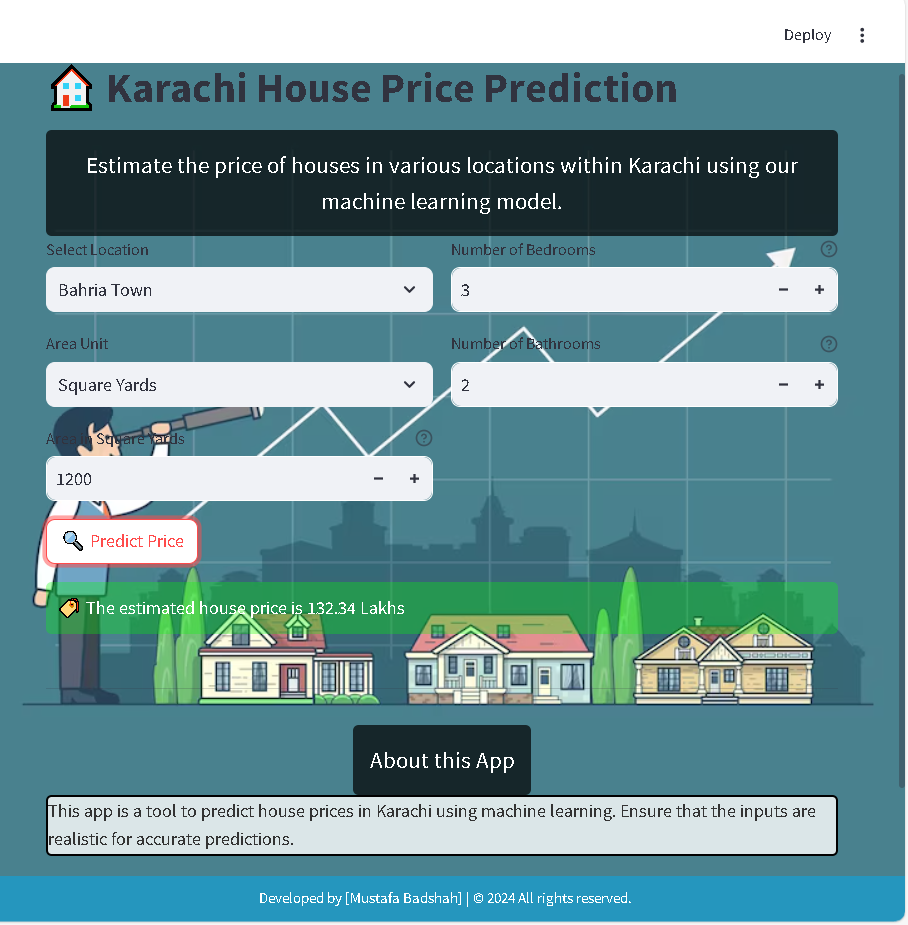 Deploy
Karachi House Price Prediction
Estimate the price of houses in various locations within Karachi using our
machine learning model.
Select Location
Bahria Town
Number of Bedrooms
3
Area Unit
Square Yards
Number of Bathrooms
2
Area in Square Yards
1200
Predict Price
The estimated house price is 132.34 Lakhs
About this App
This app is a tool to predict house prices in Karachi using machine learning. Ensure that the inputs are
realistic for accurate predictions.
Developed by [Mustafa Badshah] | © 2024 All rights reserved.